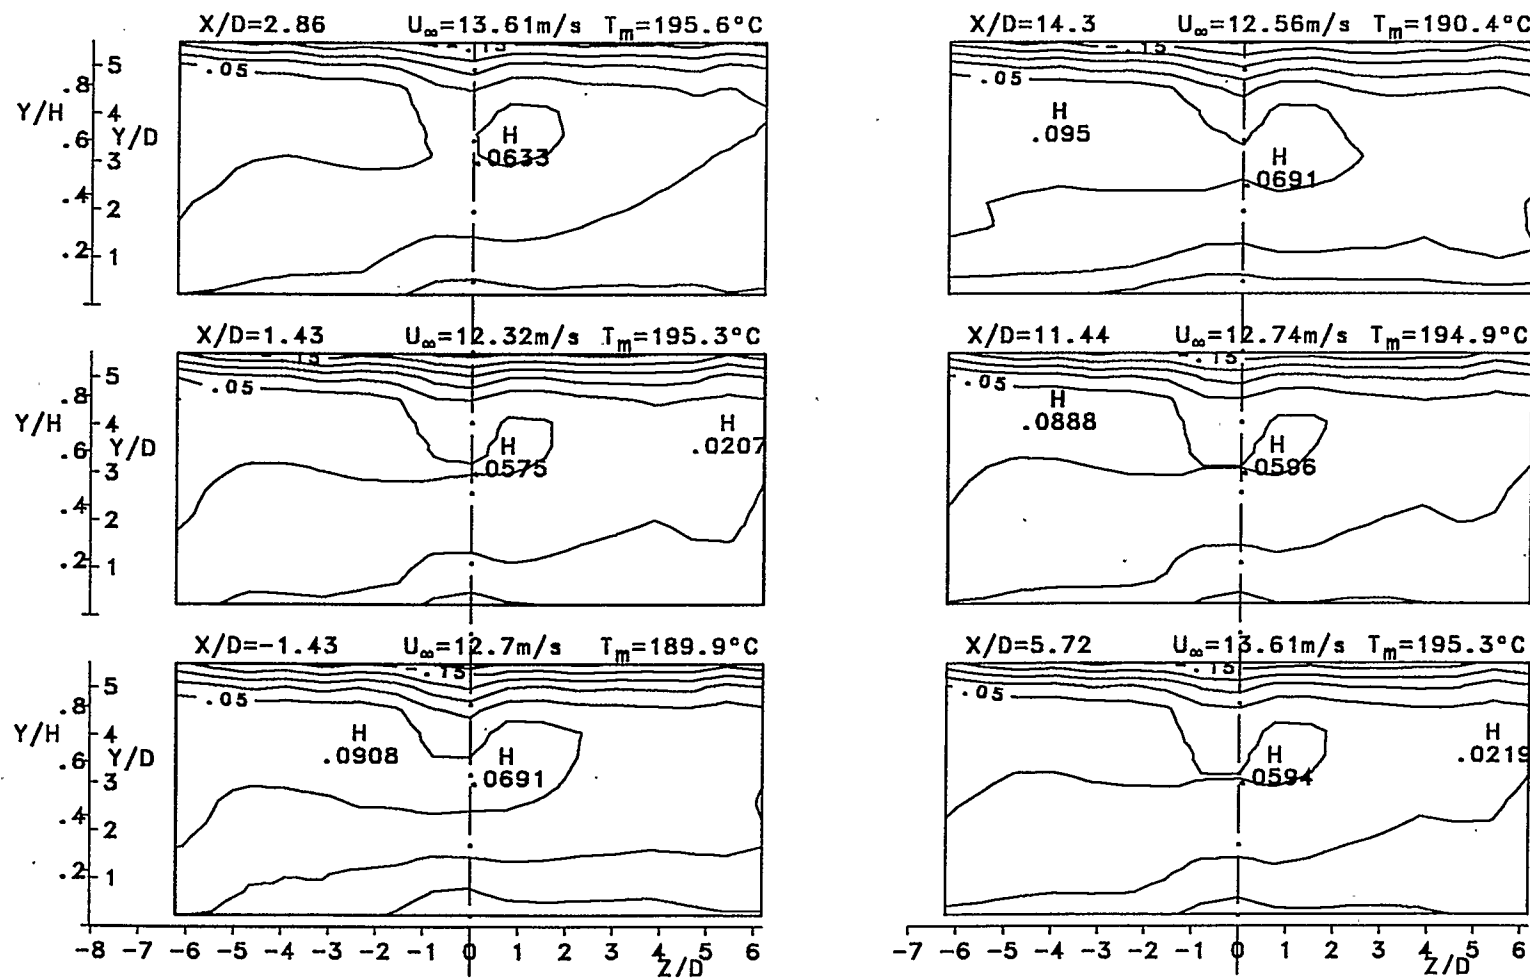 X/D=2.86 U∞=13.61m/s Tm=195.6°C
-.15
.05
5
.8
Y/H 4
.6 Y/D
H
.0633
3
.4
2
.2
1
X/D=14.3 U∞=12.56m/s Tm=190.4°C
-.15
.05
H
.095
H
.0691
X/D=1.43 U∞=12.32m/s Tm=195.3°C
.15
.05
5
.8
Y/H 4
.6 Y/D
H
.0575
H
.0207
3
.4
2
.2
1
X/D=11.44 U∞=12.74m/s Tm=194.9°C
-.15
.05
H
.0888
H
.0596
X/D=-1.43 U∞=12.7m/s Tm=189.9°C
-.15
.05
5
.8
Y/H 4
.6 Y/D
H
.0908
H
.0691
3
.4
2
.2
1
-8 -7 -6 -5 -4 -3 -2 -1 0 1 2 3 4 5 6
Z/D
X/D=5.72 U∞=13.61m/s Tm=195.3°C
-.15
.05
H
.0594
H
.0219
-7 -6 -5 -4 -3 -2 -1 0 1 2 3 4 5 6
Z/D